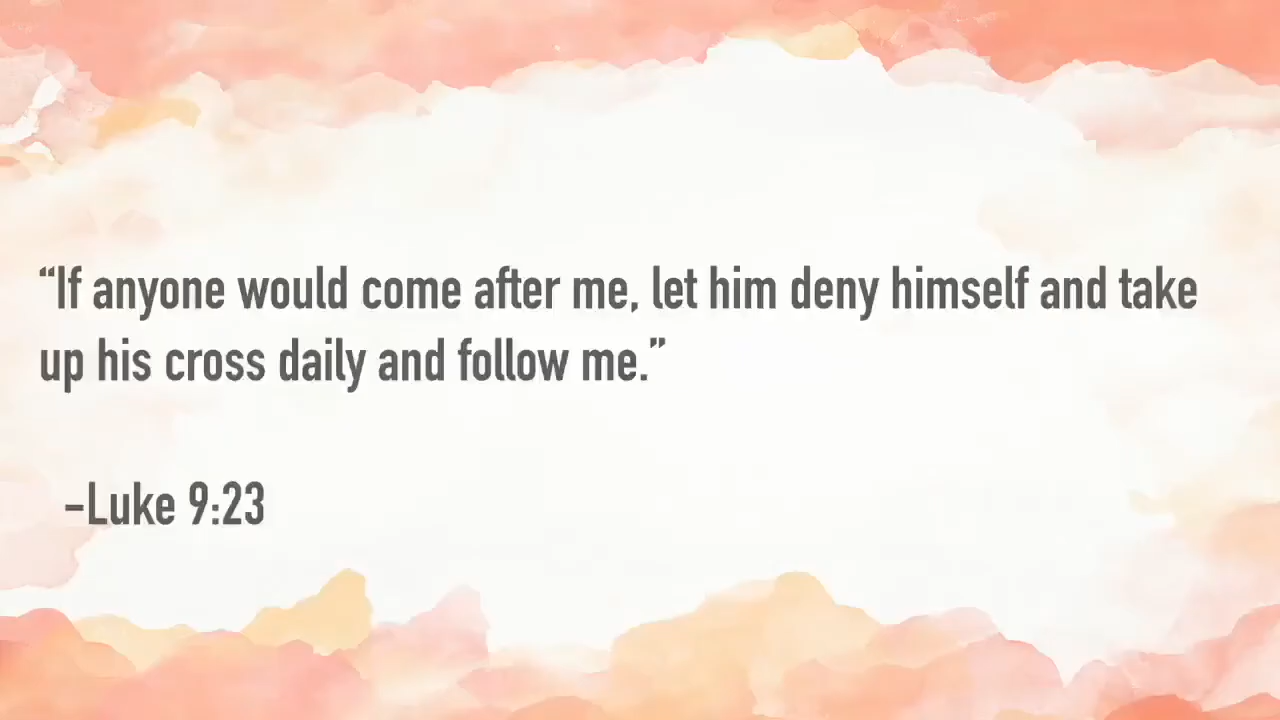 “If anyone would come after me, let him deny himself and take
up his cross daily and follow me.”
–Luke 9:23